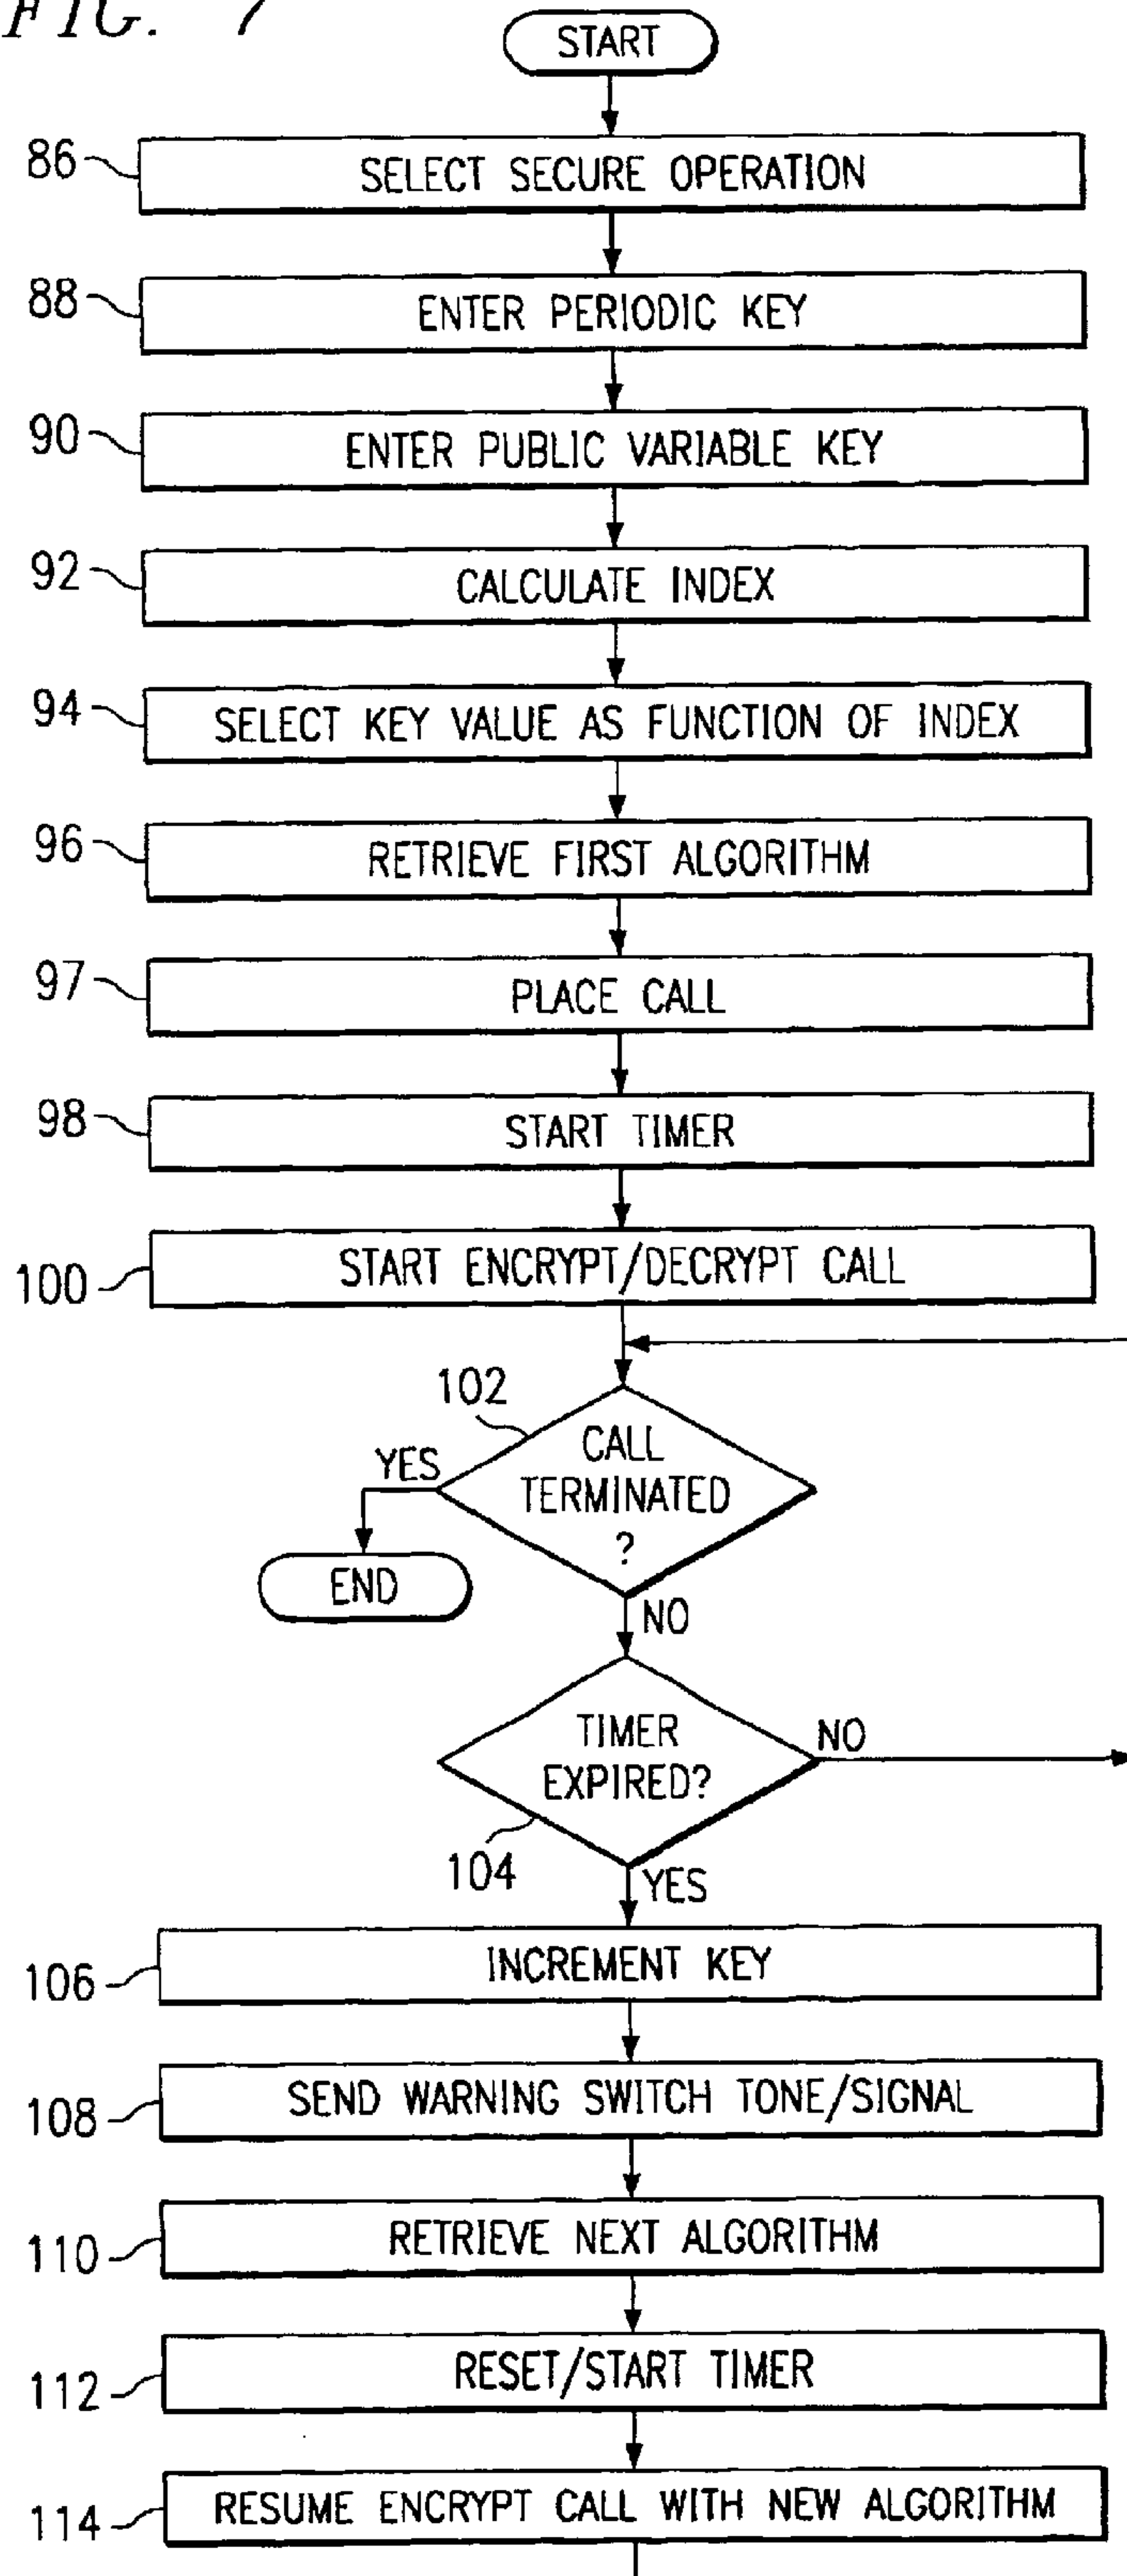 FIG. 7
START
86
SELECT SECURE OPERATION
88
ENTER PERIODIC KEY
90
ENTER PUBLIC VARIABLE KEY
92
CALCULATE INDEX
94
SELECT KEY VALUE AS FUNCTION OF INDEX
96
RETRIEVE FIRST ALGORITHM
97
PLACE CALL
98
START TIMER
100
START ENCRYPT/DECRYPT CALL
102
CALL
TERMINATED
?
YES
END
NO
TIMER
EXPIRED?
NO
104
YES
106
INCREMENT KEY
108
SEND WARNING SWITCH TONE/SIGNAL
110
RETRIEVE NEXT ALGORITHM
112
RESET/START TIMER
114
RESUME ENCRYPT CALL WITH NEW ALGORITHM